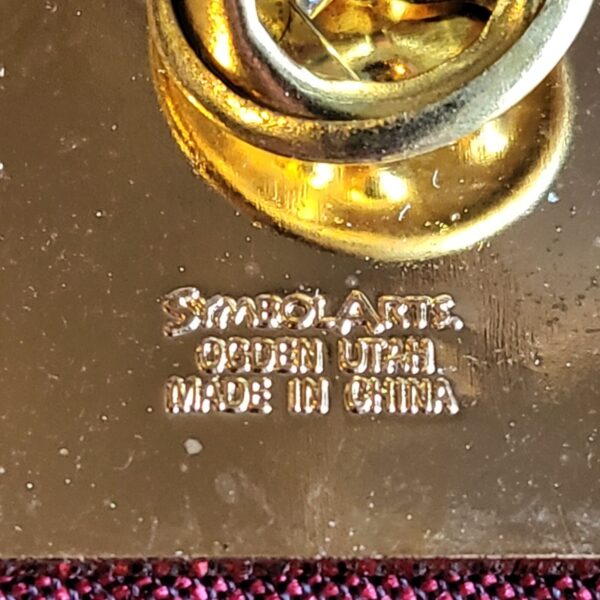 SYMBOLARTS.
OGDEN UTAH
MADE IN CHINA